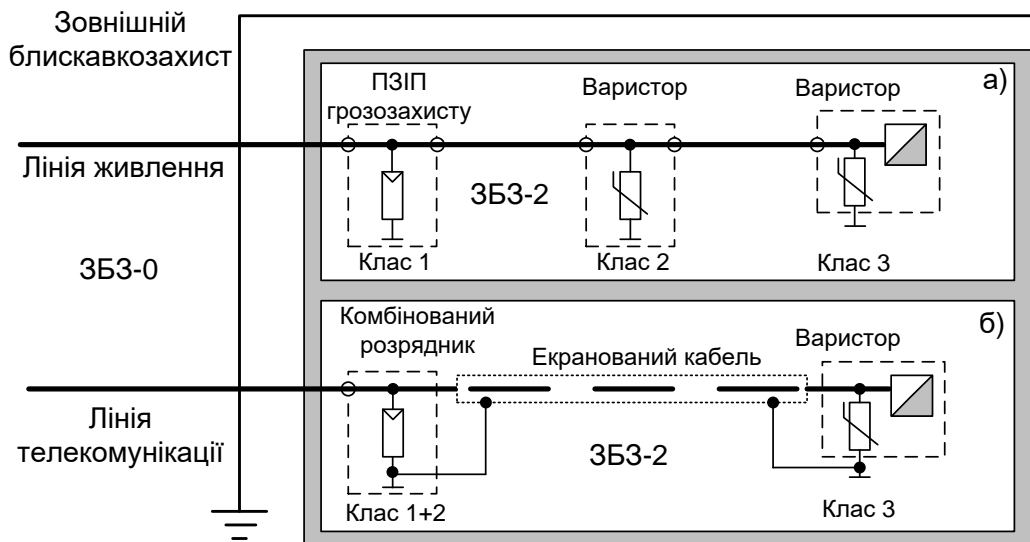 Зовнішній
блискавкозахист
а)
ПЗІП
грозозахисту
Варистор
Варистор
Лінія живлення
ЗБЗ-2
Клас 1
Клас 2
Клас 3
ЗБЗ-0
б)
Комбінований
розрядник
Екранований кабель
Варистор
Лінія
телекомунікації
ЗБЗ-2
Клас 1+2
Клас 3